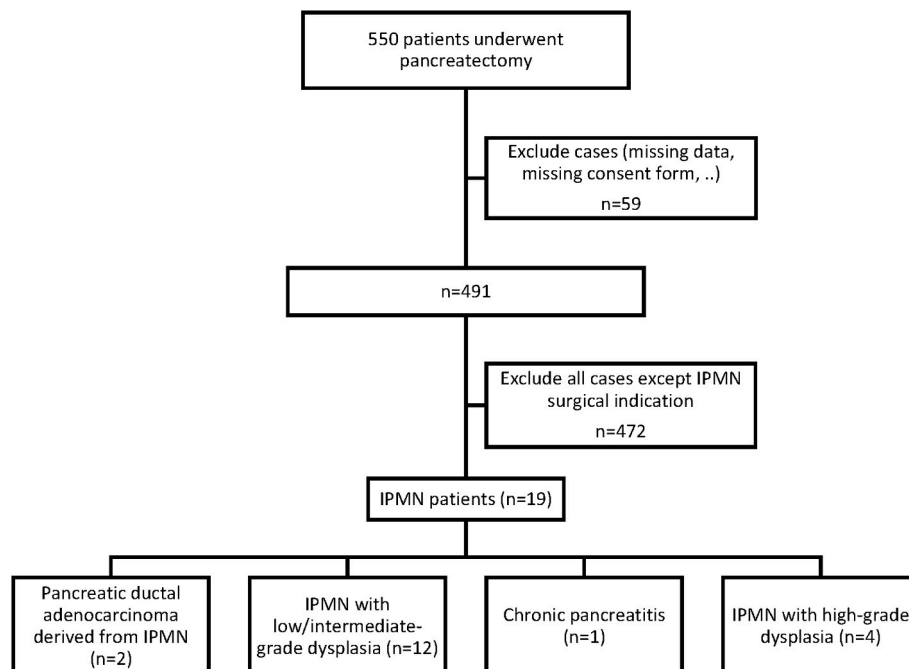 550 patients underwent
pancreatectomy
Exclude cases (missing data,
missing consent form, ..)
n=59
n=491
Exclude all cases except IPMN
surgical indication
n=472
IPMN patients (n=19)
Pancreatic ductal
adenocarcinoma
derived from IPMN
(n=2)
IPMN with
low/intermediate-
grade dysplasia (n=12)
Chronic pancreatitis
(n=1)
IPMN with high-grade
dysplasia (n=4)